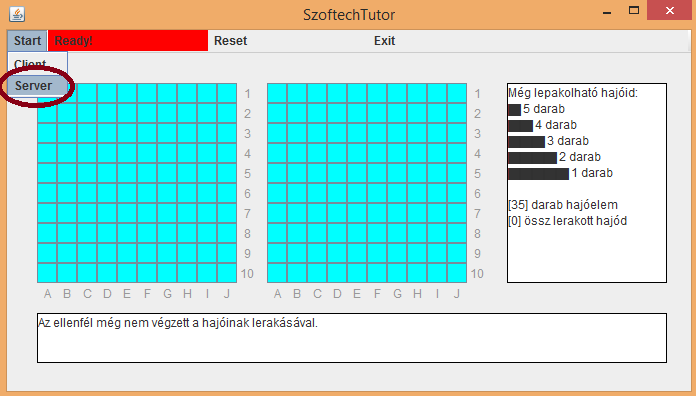 SzoftechTutor
Start Ready! Reset Exit
Client
Server
1 1
2 2
3 3
4 4
5 5
6 6
7 7
8 8
9 9
10 10
A B C D E F G H I J A B C D E F G H I J
Még lepakolható hajóid:
5 darab
4 darab
3 darab
2 darab
1 darab
[35] darab hajóelem
[0] össz lerakott hajód
Az ellenfél még nem végzett a hajóinak lerakásával.